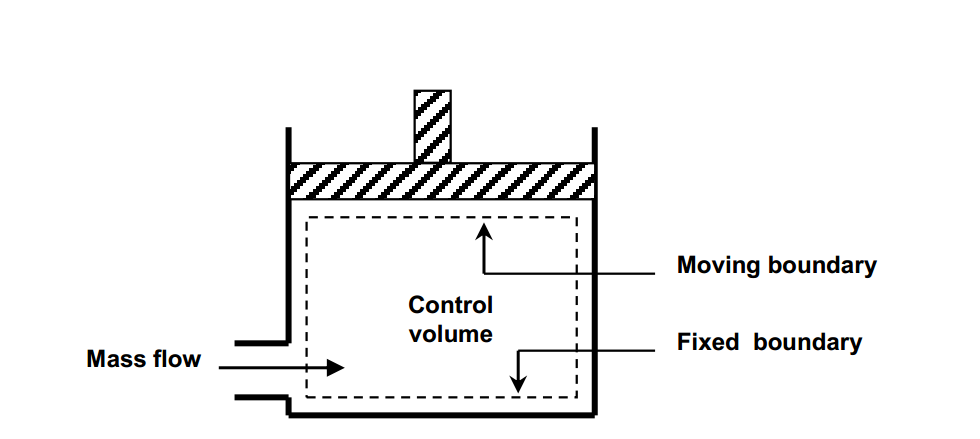 Moving boundary
Control
volume
Fixed boundary
Mass flow